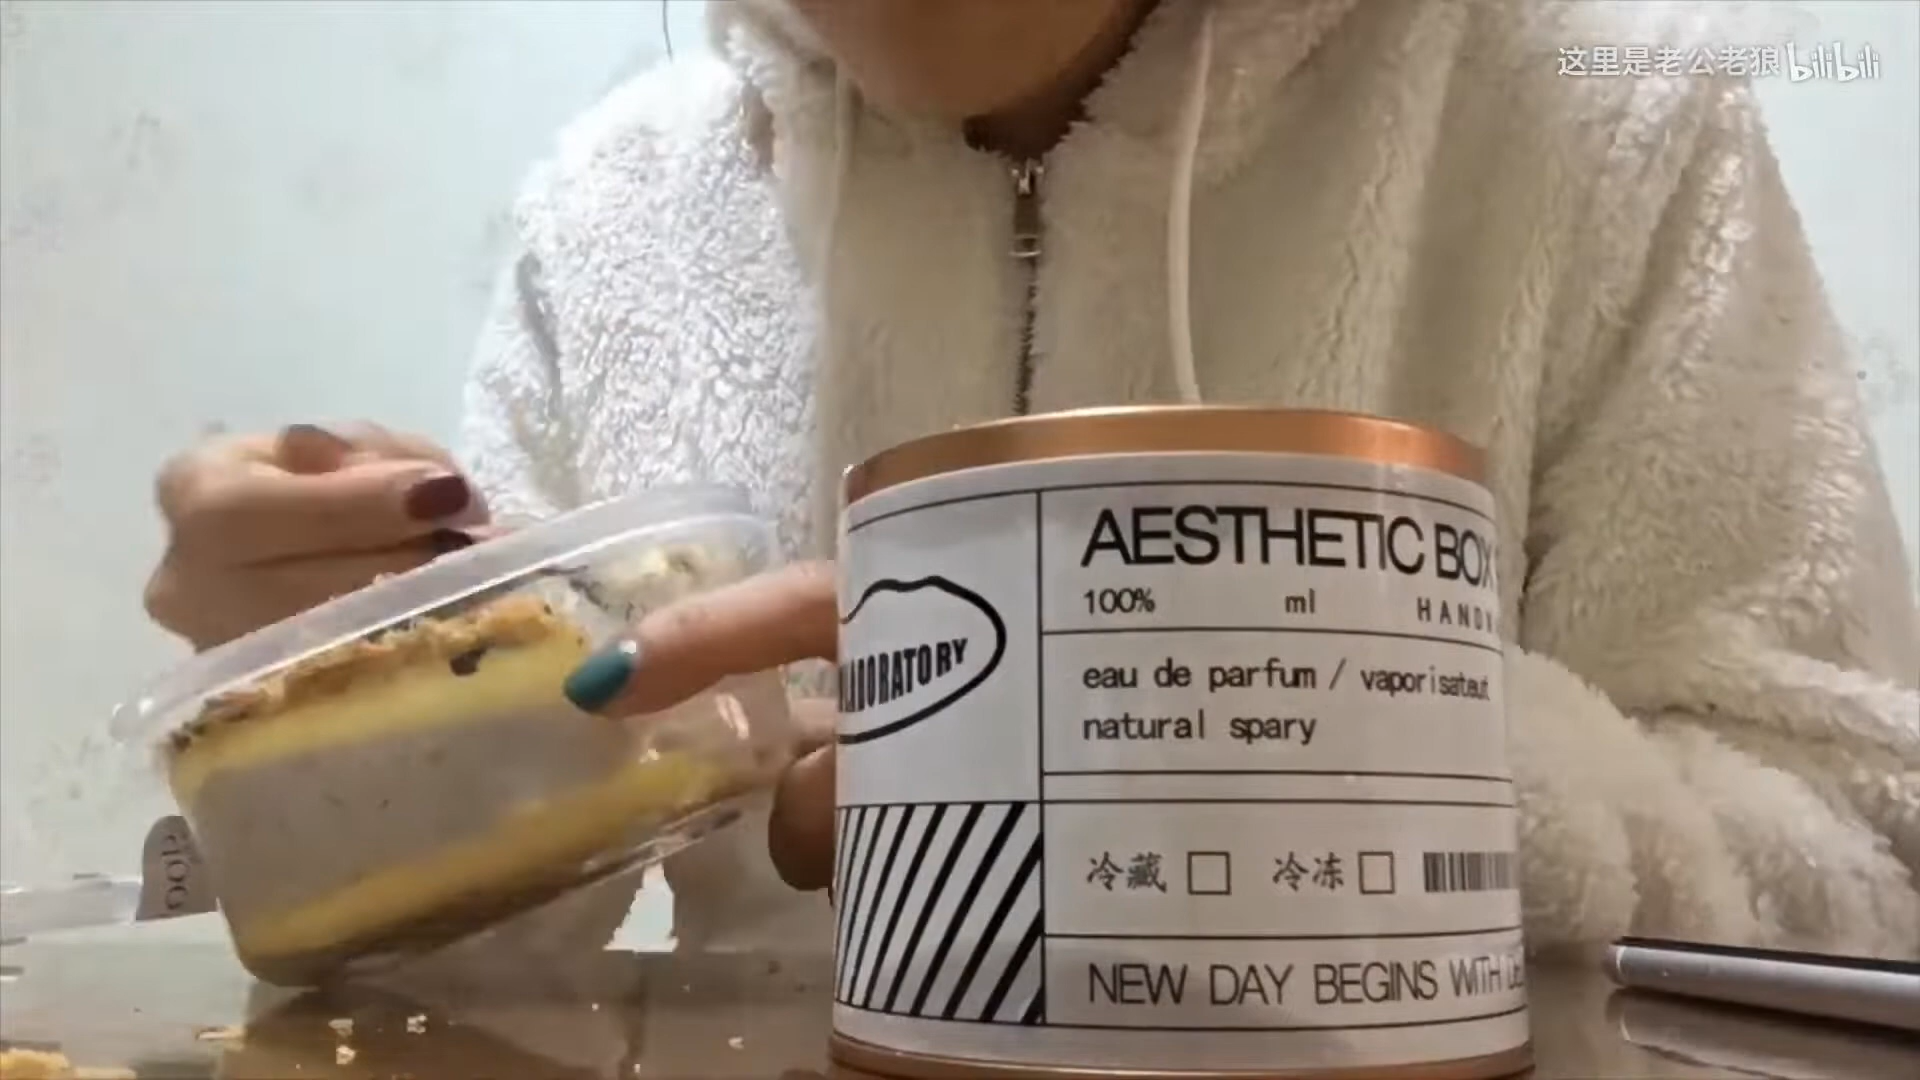 这里是老公老狼 bilibili
AESTHETIC BOX
100% ml
LABORATORY
eau de parfum / vaporisateut
natural spary
冷藏 冷冻
NEW DAY BEGINS WITH